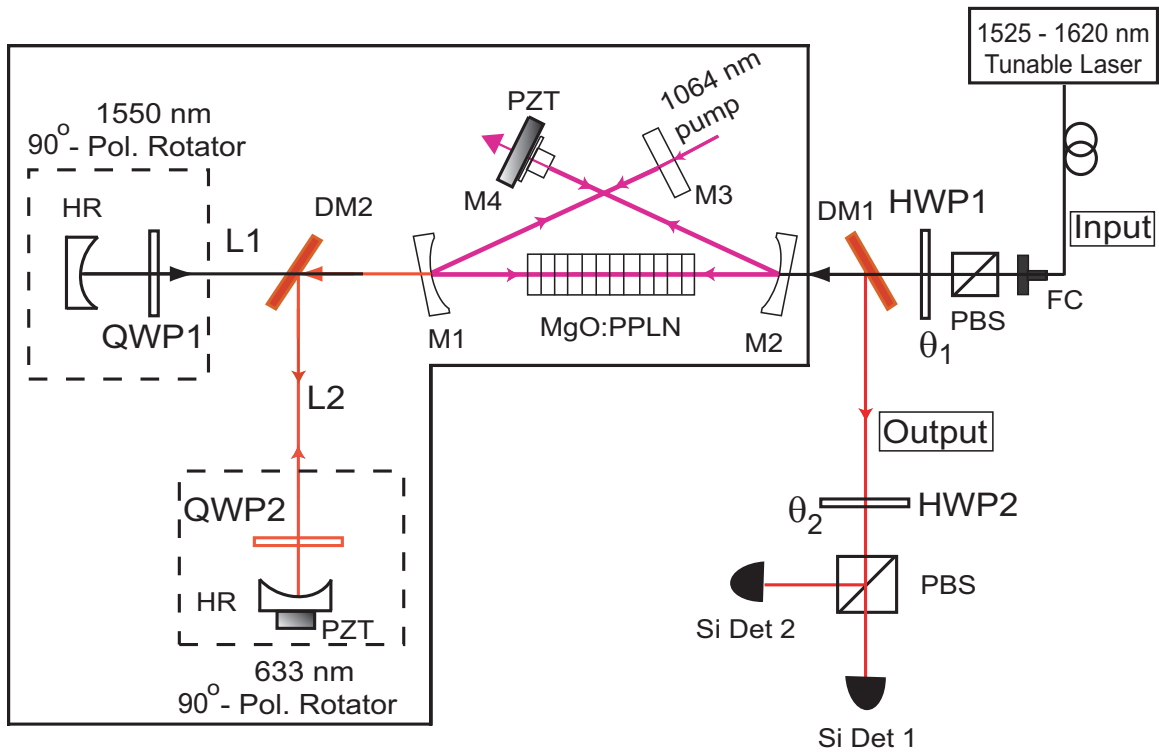 1525 - 1620 nm
Tunable Laser
1550 nm
90°- Pol. Rotator
PZT
1064 nm
pump
HR
DM2
M4
M3
DM1
HWP1
Input
L1
QWP1
M1
MgO:PPLN
M2
θ1
PBS
FC
L2
Output
QWP2
θ2
HWP2
HR
PZT
PBS
Si Det 2
633 nm
90°- Pol. Rotator
Si Det 1